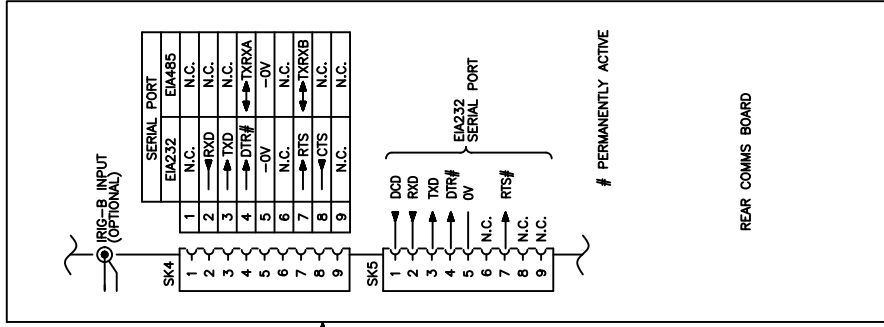 IRIG-B INPUT
(OPTIONAL)
SERIAL PORT
EIA232 EIA485
1 N.C. N.C.
2 RXD N.C.
3 TXD N.C.
4 DTR# TXRXA
5 -0V -0V
6 N.C. N.C.
7 RTS TXRXB
8 CTS N.C.
9 N.C. N.C.
SK4
1
2
3
4
5
6
7
8
9
SK5
1 DCD
2 RXD
3 TXD
4 DTR#
5 0V
6 N.C.
7 RTS#
8 N.C.
9 N.C.
EIA232
SERIAL PORT
# PERMANENTLY ACTIVE
REAR COMMS BOARD